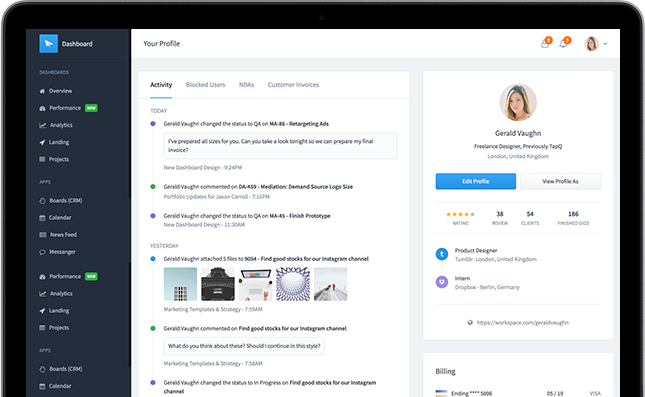 Dashboard
Your Profile
3
5
DASHBOARDS
Overview
Performance NEW
Analytics
Landing
Projects
APPS
Boards (CRM)
Calendar
News Feed
Messanger
Performance NEW
Analytics
Landing
Projects
APPS
Boards (CRM)
Calendar
Activity Blocked Users NDAs Customer Invoices
TODAY
Gerald Vaughn changed the status to QA on MA-86 - Retargeting Ads
I've prepared all sizes for you. Can you take a look tonight so we can prepare my final
invoice?
New Dashboard Design - 9:24PM
Gerald Vaughn commented on DA-459 - Mediation: Demand Source Logo Size
Portfolio Updates for Jason Carroll - 7:12PM
Gerald Vaughn changed the status to QA on MA-45 - Finish Prototype
New Dashboard Design - 11:30AM
YESTERDAY
Gerald Vaughn attached 5 files to 9054 - Find good stocks for our Instagram channel
Marketing Templates & Strategy - 7:59AM
Gerald Vaughn commented on Find good stocks for our Instagram channel
What do you think about these? Should I continue in this style?
Marketing Templates & Strategy - 7:58AM
Gerald Vaughn changed the status to In Progress on Find good stocks for our Instagram
channel
Gerald Vaughn
Freelance Designer, Previously TapQ
London, United Kingdom
Edit Profile View Profile As
38 54 186
RATING REVIEW CLIENTS FINISHED GIGS
Product Designer
Tumblr- London, United Kingdom
Intern
Dropbox - Berlin, Germany
https://workspace.com/geraldvaughn
Billing
Ending **** 5896 05 / 19 VISA